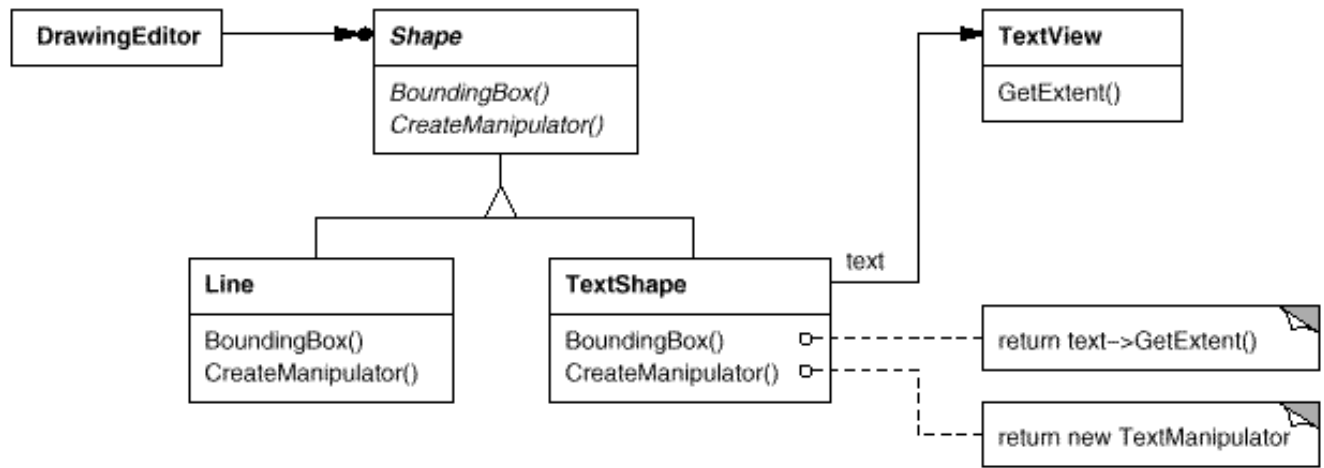 DrawingEditor
Shape
BoundingBox()
CreateManipulator()
TextView
GetExtent()
Line
BoundingBox()
CreateManipulator()
TextShape
BoundingBox()
CreateManipulator()
text
return text->GetExtent()
return new TextManipulator